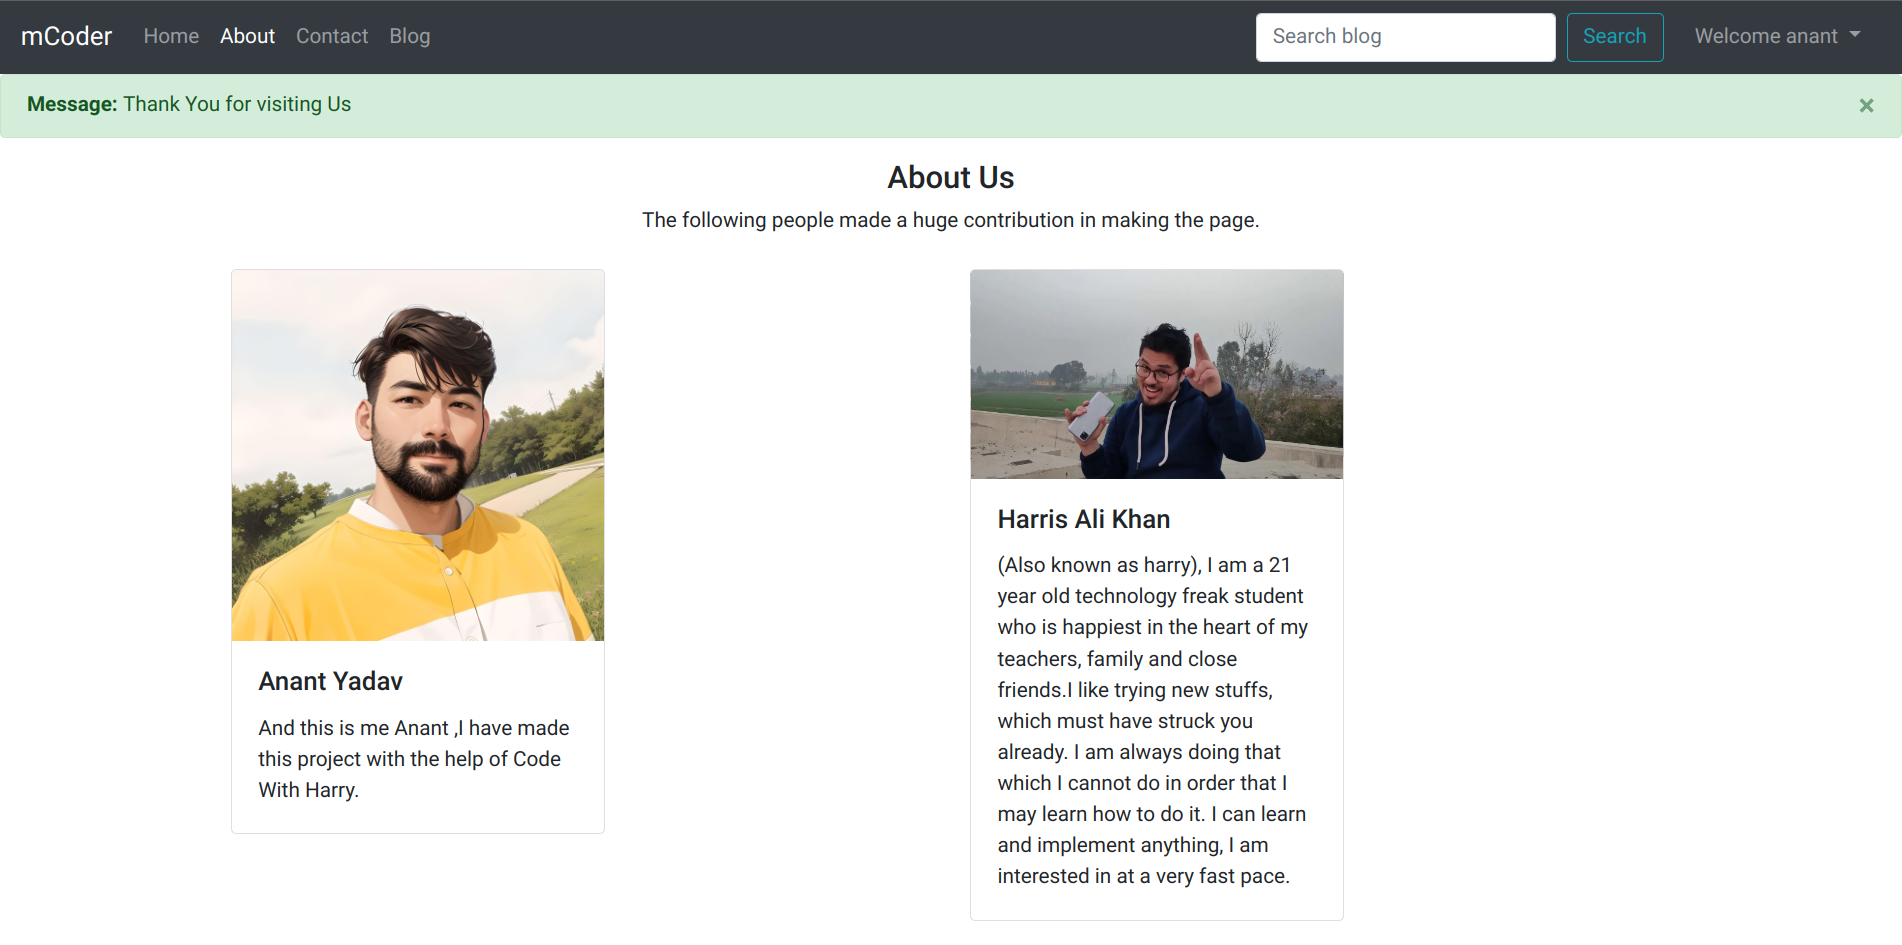 mCoder Home About Contact Blog Search blog Search Welcome anant
Message: Thank You for visiting Us ×
About Us
The following people made a huge contribution in making the page.
Anant Yadav
And this is me Anant ,I have made
this project with the help of Code
With Harry.
Harris Ali Khan
(Also known as harry), I am a 21
year old technology freak student
who is happiest in the heart of my
teachers, family and close
friends.I like trying new stuffs,
which must have struck you
already. I am always doing that
which I cannot do in order that I
may learn how to do it. I can learn
and implement anything, I am
interested in at a very fast pace.